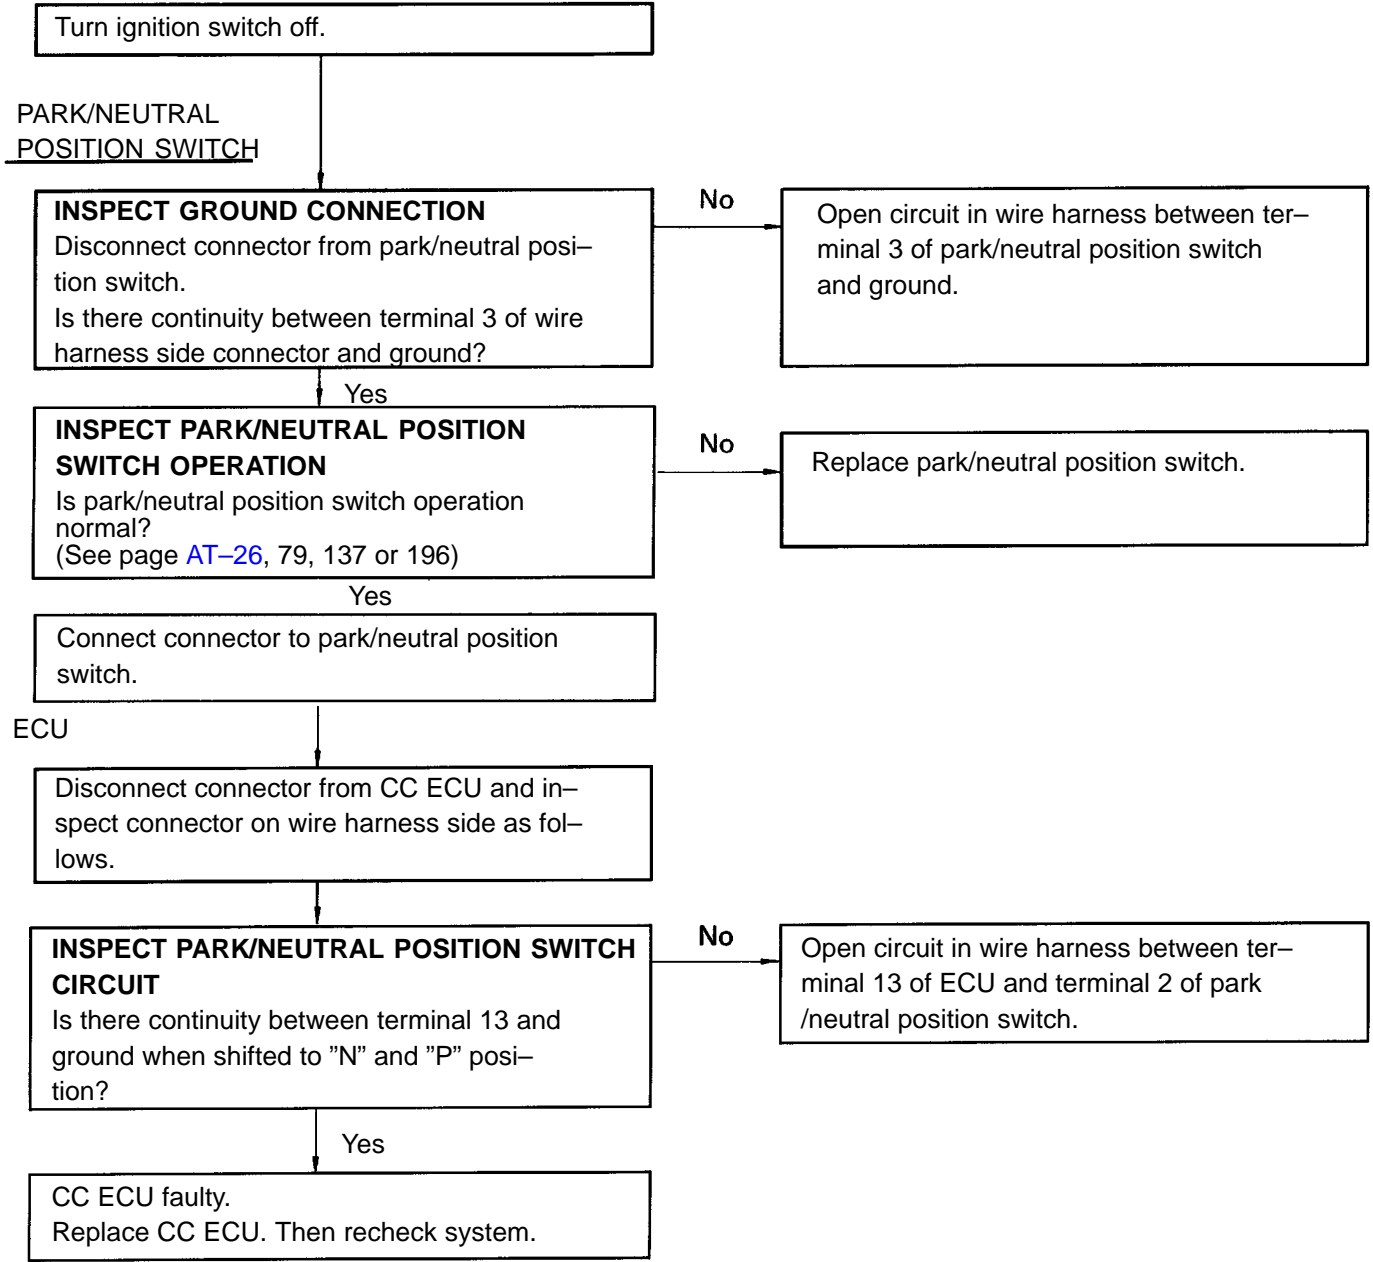 Turn ignition switch off.
PARK/NEUTRAL
POSITION SWITCH
INSPECT GROUND CONNECTION
Disconnect connector from park/neutral posi–
tion switch.
Is there continuity between terminal 3 of wire
harness side connector and ground?
No
Open circuit in wire harness between ter–
minal 3 of park/neutral position switch
and ground.
Yes
INSPECT PARK/NEUTRAL POSITION
SWITCH OPERATION
Is park/neutral position switch operation
normal?
(See page AT–26, 79, 137 or 196)
No
Replace park/neutral position switch.
Yes
Connect connector to park/neutral position
switch.
ECU
Disconnect connector from CC ECU and in–
spect connector on wire harness side as fol–
lows.
INSPECT PARK/NEUTRAL POSITION SWITCH
CIRCUIT
Is there continuity between terminal 13 and
ground when shifted to ”N” and ”P” posi–
tion?
No
Open circuit in wire harness between ter–
minal 13 of ECU and terminal 2 of park
/neutral position switch.
Yes
CC ECU faulty.
Replace CC ECU. Then recheck system.